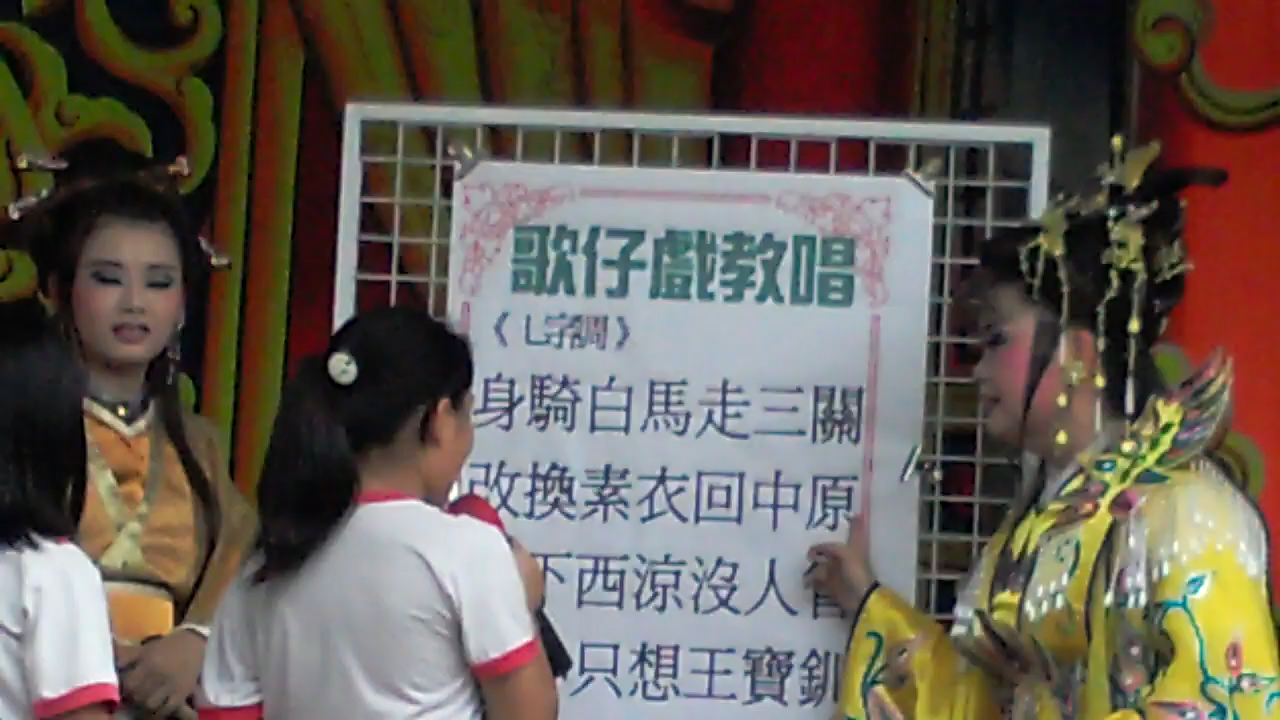 歌仔戲教唱
《七字調》
身騎白馬走三關
改換素衣回中原
下西涼沒人管
只想王寶釧